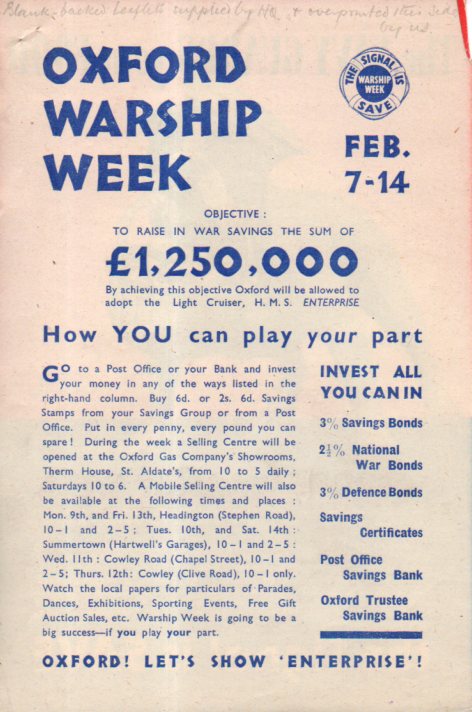 Blank-backed leaflets supplied by HQ & overprinted this side
by us.
OXFORD
WARSHIP
WEEK
THE SIGNAL IS
WARSHIP
WEEK
SAVE
FEB.
7-14
OBJECTIVE :
TO RAISE IN WAR SAVINGS THE SUM OF
£1,250,000
By achieving this objective Oxford will be allowed to
adopt the Light Cruiser, H. M. S. ENTERPRISE
How YOU can play your part
GO to a Post Office or your Bank and invest
your money in any of the ways listed in the
right-hand column. Buy 6d. or 2s. 6d. Savings
Stamps from your Savings Group or from a Post
Office. Put in every penny, every pound you can
spare ! During the week a Selling Centre will be
opened at the Oxford Gas Company's Showrooms,
Therm House, St. Aldate's, from 10 to 5 daily ;
Saturdays 10 to 6. A Mobile Selling Centre will also
be available at the following times and places :
Mon. 9th, and Fri. 13th, Headington (Stephen Road),
10–1 and 2–5 ; Tues. 10th, and Sat. 14th :
Summertown (Hartwell's Garages), 10–1 and 2–5 :
Wed. 11th : Cowley Road (Chapel Street), 10–1 and
2–5; Thurs. 12th: Cowley (Clive Road), 10–1 only.
Watch the local papers for particulars of Parades,
Dances, Exhibitions, Sporting Events, Free Gift
Auction Sales, etc. Warship Week is going to be a
big success—if you play your part.
INVEST ALL
YOU CAN IN
3% Savings Bonds
2½% National
War Bonds
3% Defence Bonds
Savings
Certificates
Post Office
Savings Bank
Oxford Trustee
Savings Bank
OXFORD! LET'S SHOW 'ENTERPRISE'!